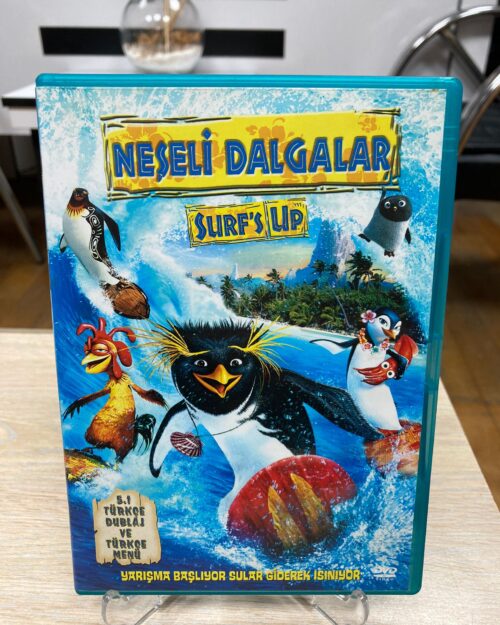 NEŞELİ DALGALAR
SURF'S UP
5.1
TÜRKÇE
DUBLAJ
VE
TÜRKÇE
MENÜ
YARIŞMA BAŞLIYOR SULAR GİDEREK ISINIYOR
DVD